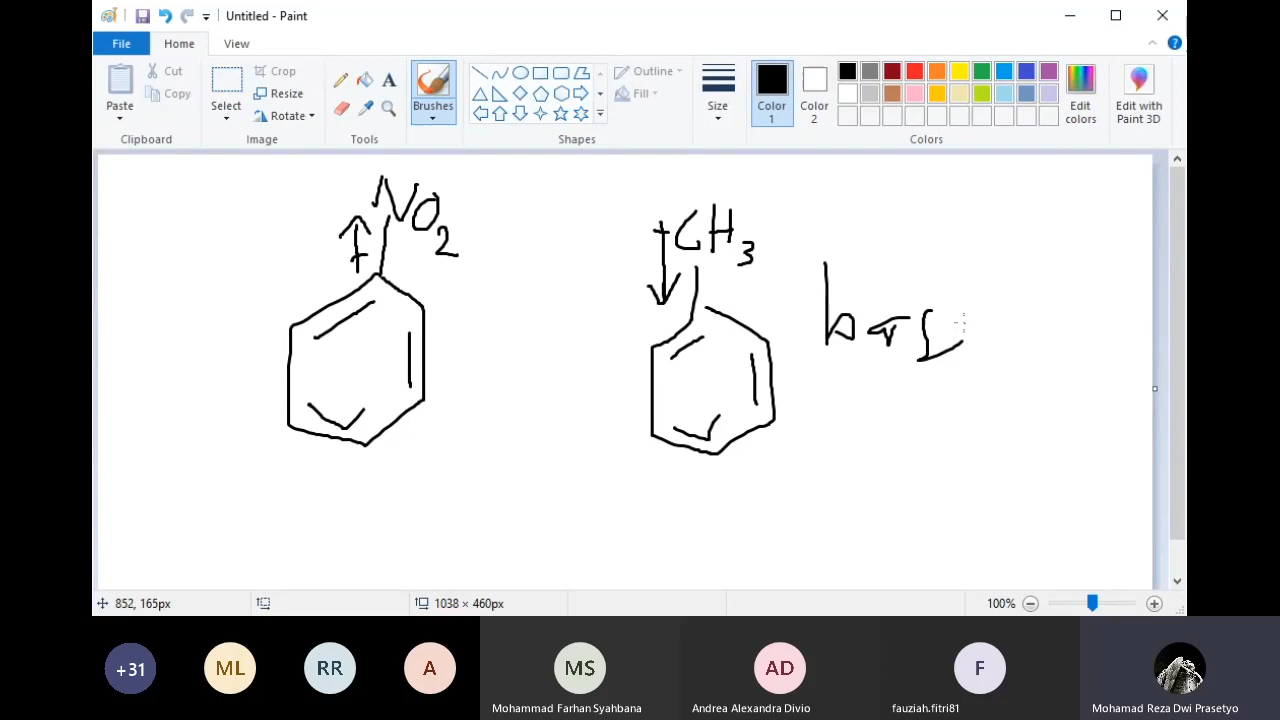 Untitled - Paint
File Home View
Paste
Cut
Copy
Clipboard
Select
Crop
Resize
Rotate
Image
Tools
Brushes
Shapes
Outline
Fill
Size
Color 1
Color 2
Colors
Edit colors
Edit with Paint 3D
NO2
CH3
852, 165px
1038 × 460px
100%
+31
ML
RR
A
MS
AD
F
Mohammad Farhan Syahbana
Andrea Alexandra Divio
fauziah.fitri81
Mohamad Reza Dwi Prasetyo